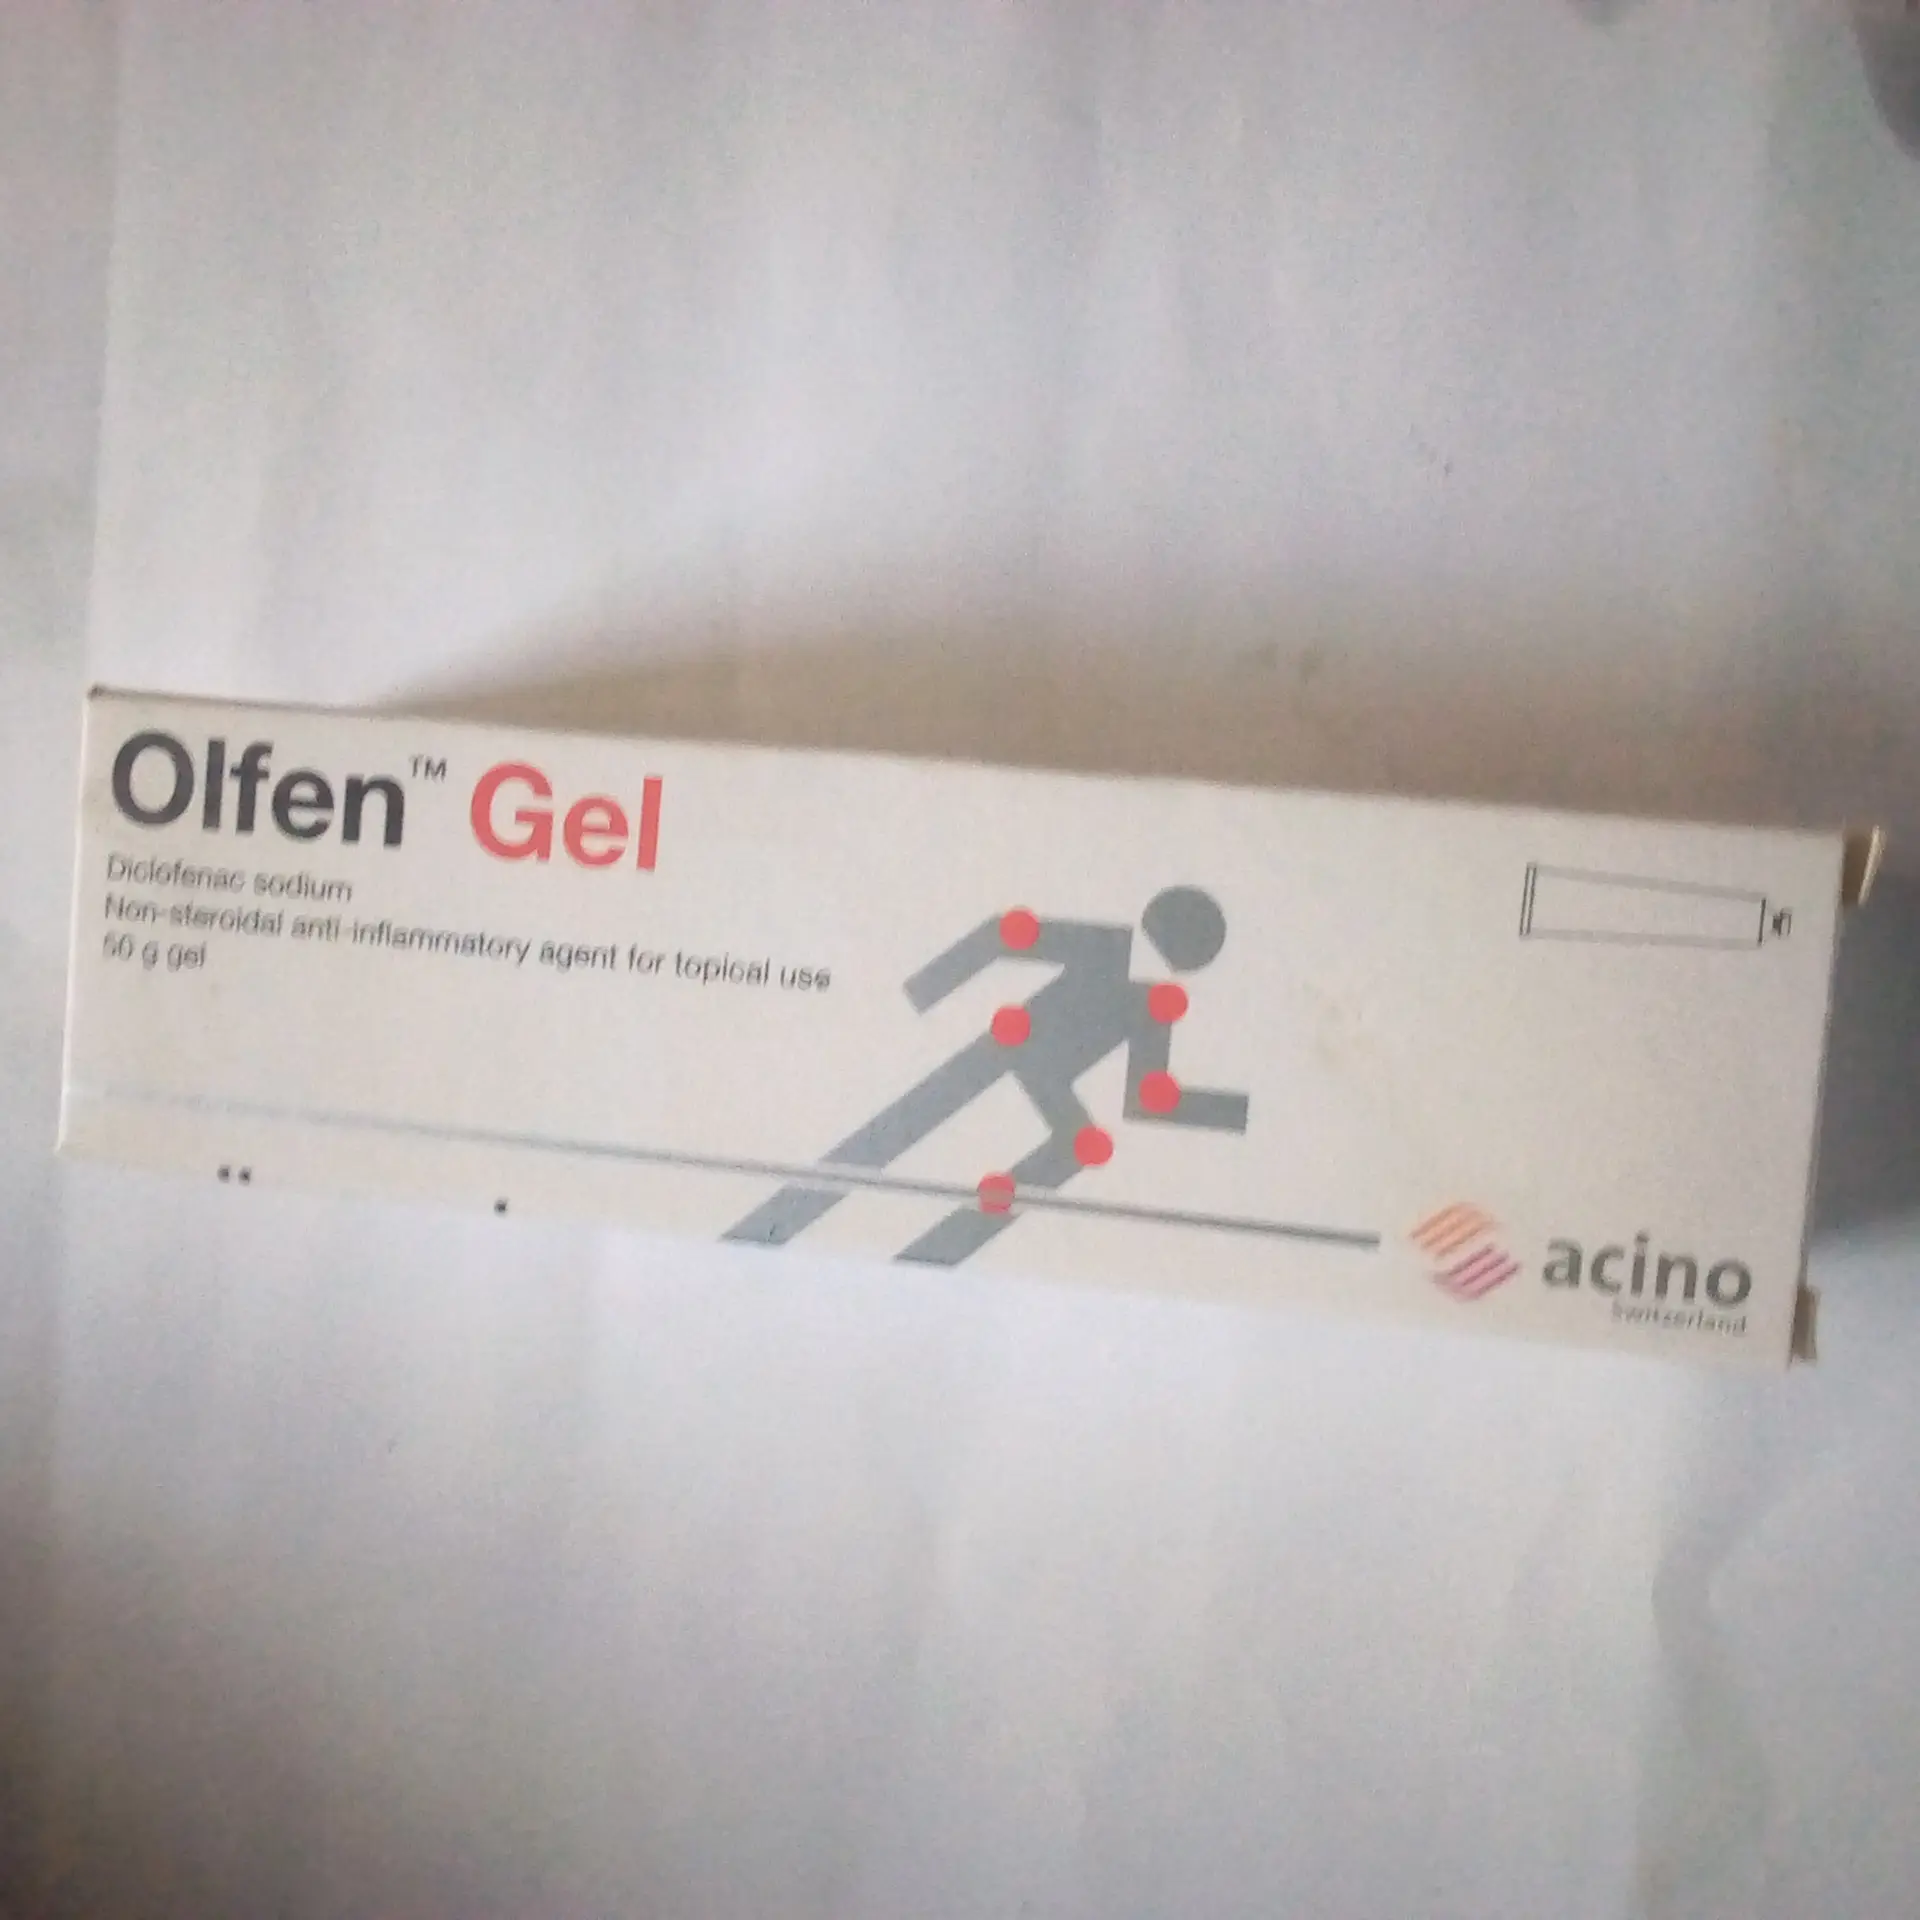 Olfen™ Gel
Diclofenac sodium
Non-steroidal anti-inflammatory agent for topical use
50 g gel
acino
Switzerland